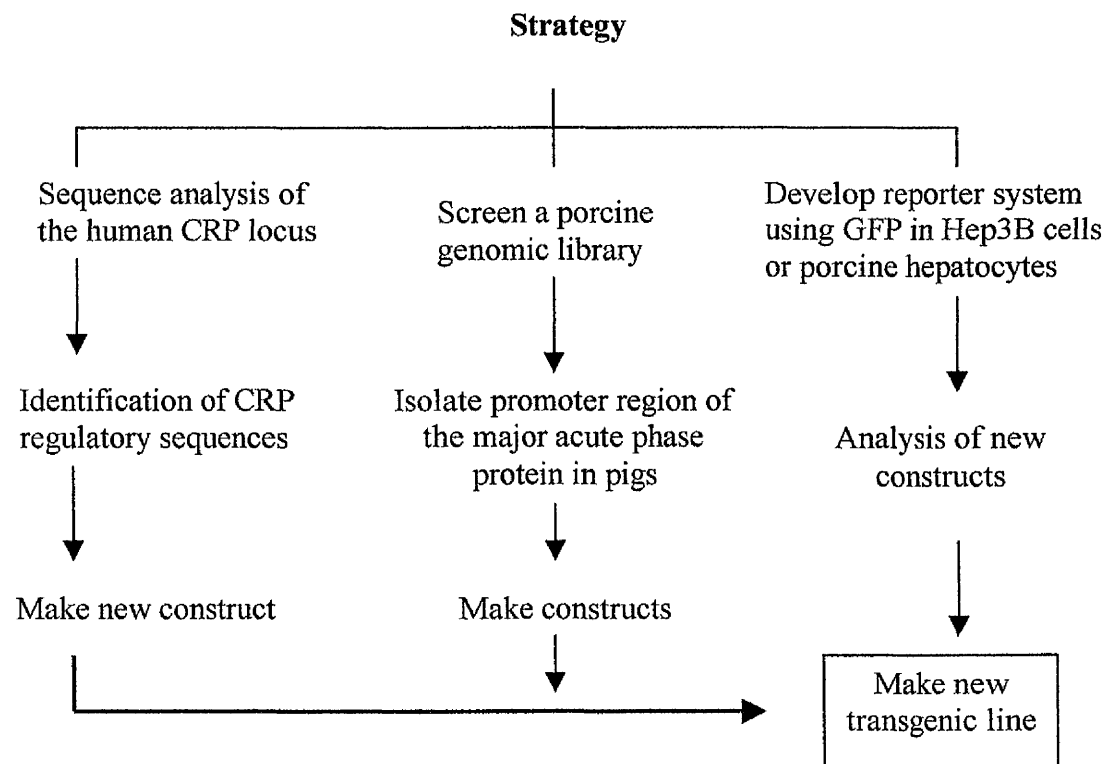 Strategy
Sequence analysis of
the human CRP locus
Screen a porcine
genomic library
Develop reporter system
using GFP in Hep3B cells
or porcine hepatocytes
Identification of CRP
regulatory sequences
Isolate promoter region of
the major acute phase
protein in pigs
Analysis of new
constructs
Make new construct
Make constructs
Make new
transgenic line